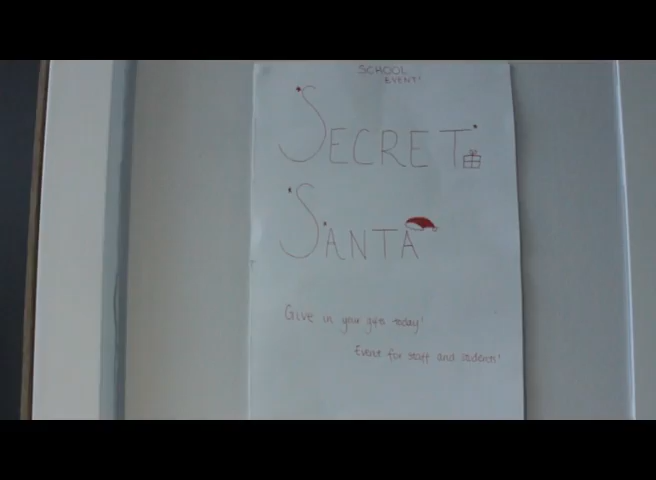 SCHOOL
EVENT!
SECRET
SANTA
Give in your gifts today!
Event for staff and students!